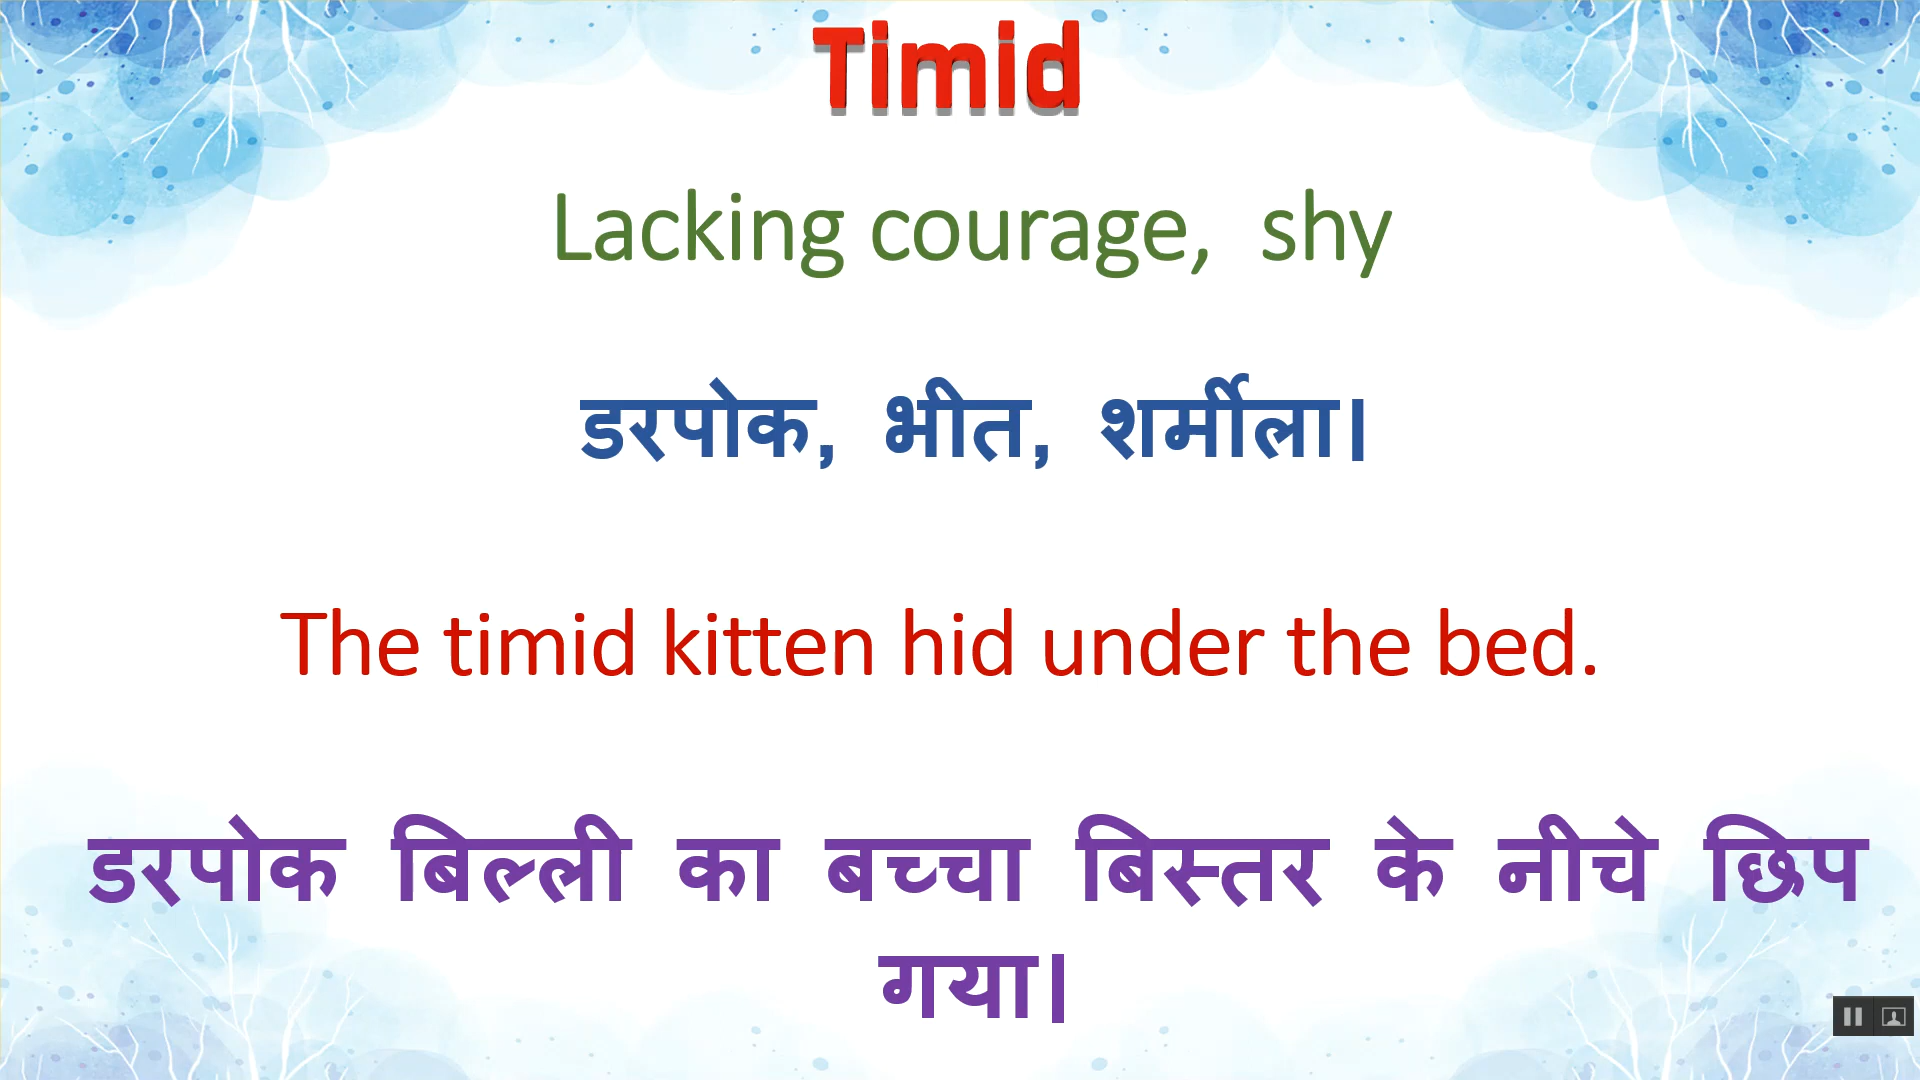 Timid
Lacking courage, shy
डरपोक, भीत, शर्मीला।
The timid kitten hid under the bed.
डरपोक बिल्ली का बच्चा बिस्तर के नीचे छिप
गया।